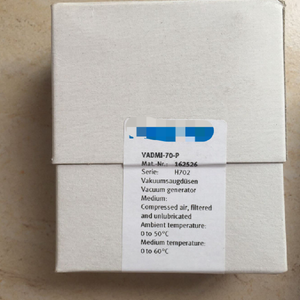 VADMI-70-P
Mat.-Nr.: 162526
Serie: H702
Vakuumsaugdüsen
Vacuum generator
Medium:
Compressed air, filtered
and unlubricated
Ambient temperature:
0 to 50°C
Medium temperature:
0 to 60°C